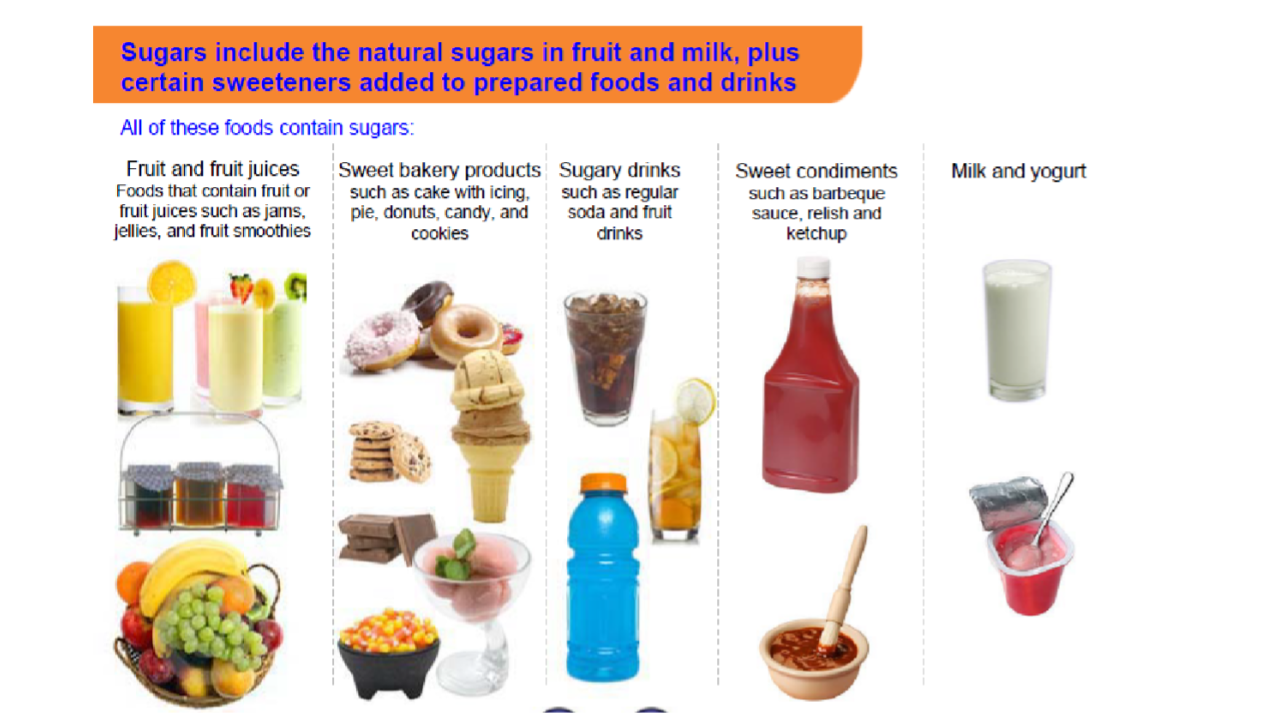 Sugars include the natural sugars in fruit and milk, plus
certain sweeteners added to prepared foods and drinks
All of these foods contain sugars:
Fruit and fruit juices
Foods that contain fruit or
fruit juices such as jams,
jellies, and fruit smoothies
Sweet bakery products
such as cake with icing,
pie, donuts, candy, and
cookies
Sugary drinks
such as regular
soda and fruit
drinks
Sweet condiments
such as barbeque
sauce, relish and
ketchup
Milk and yogurt